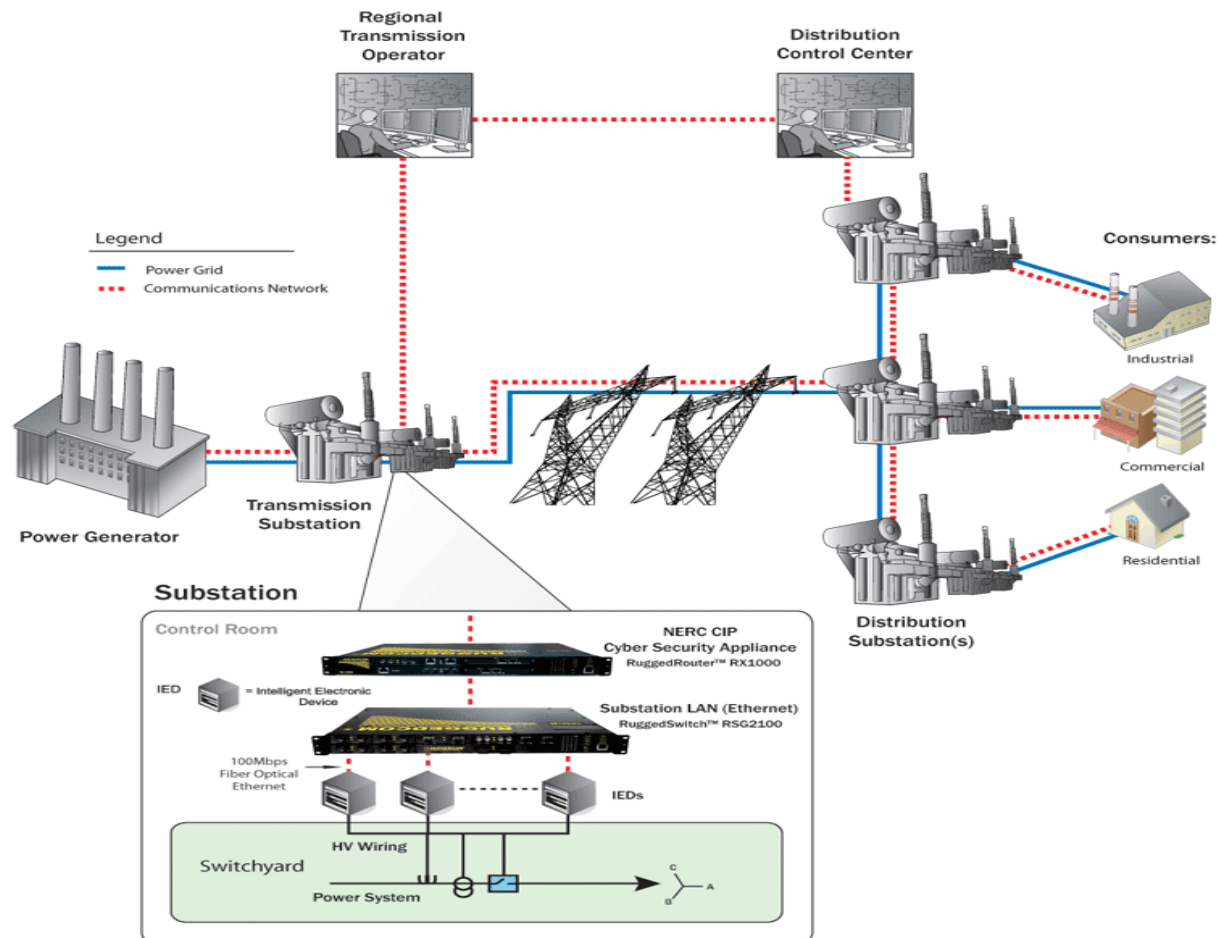 Regional
Transmission
Operator
Distribution
Control Center
Legend
Power Grid
Communications Network
Consumers:
Industrial
Commercial
Residential
Power Generator
Transmission
Substation
Distribution
Substation(s)
Substation
Control Room
NERC CIP
Cyber Security Appliance
RuggedRouter™ RX1000
IED
= Intelligent Electronic
Device
Substation LAN (Ethernet)
RuggedSwitch™ RSG2100
RUGGEDCOM
100Mbps
Fiber Optical
Ethernet
IEDs
HV Wiring
Switchyard
Power System
C
A
B